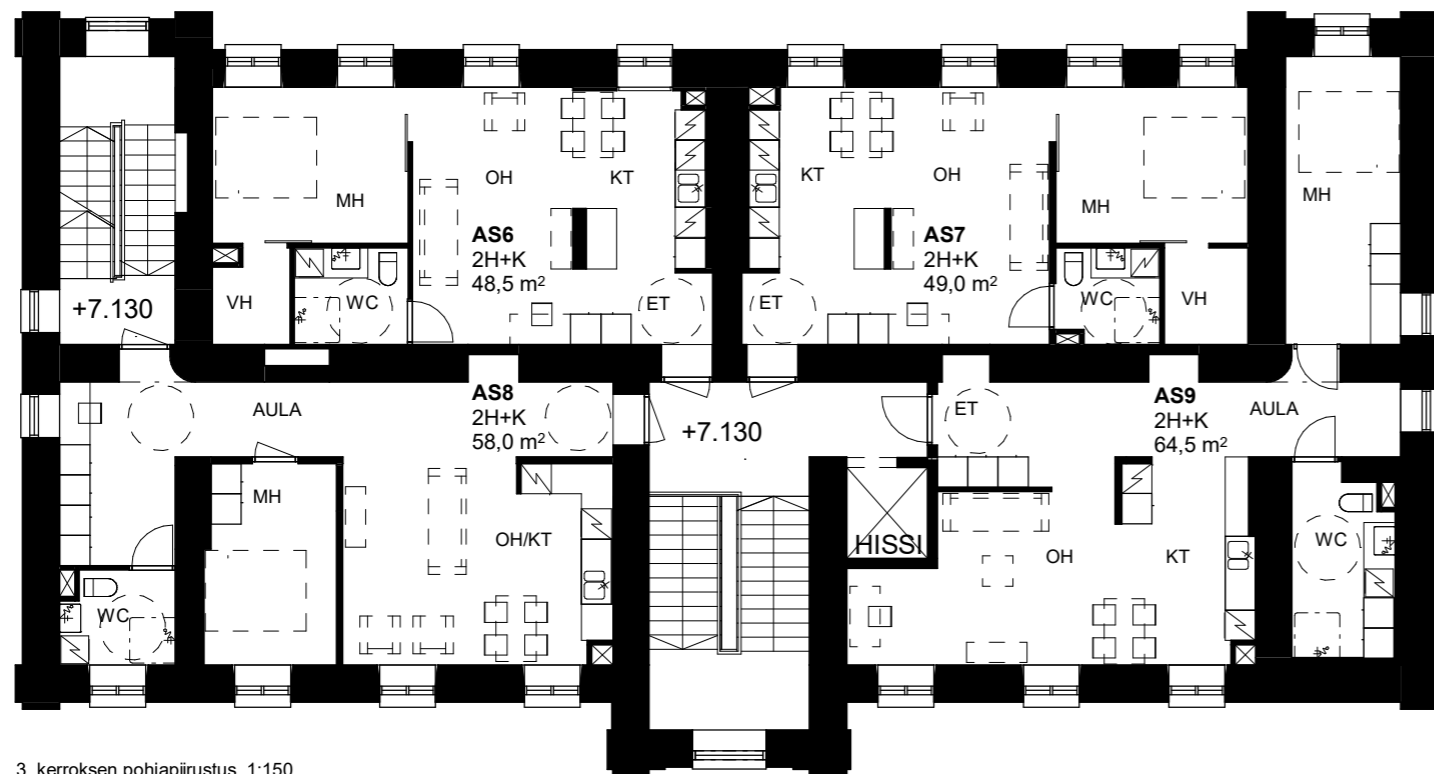 MH
OH
KT
KT
OH
MH
MH
AS6
2H+K
48,5 m²
AS7
2H+K
49,0 m²
VH
WC
ET
ET
WC
VH
+7.130
AULA
AS8
2H+K
58,0 m²
+7.130
ET
AS9
2H+K
64,5 m²
AULA
MH
OH/KT
HISSI
OH
KT
WC
WC
3. kerroksen pohjapiirustus 1:150